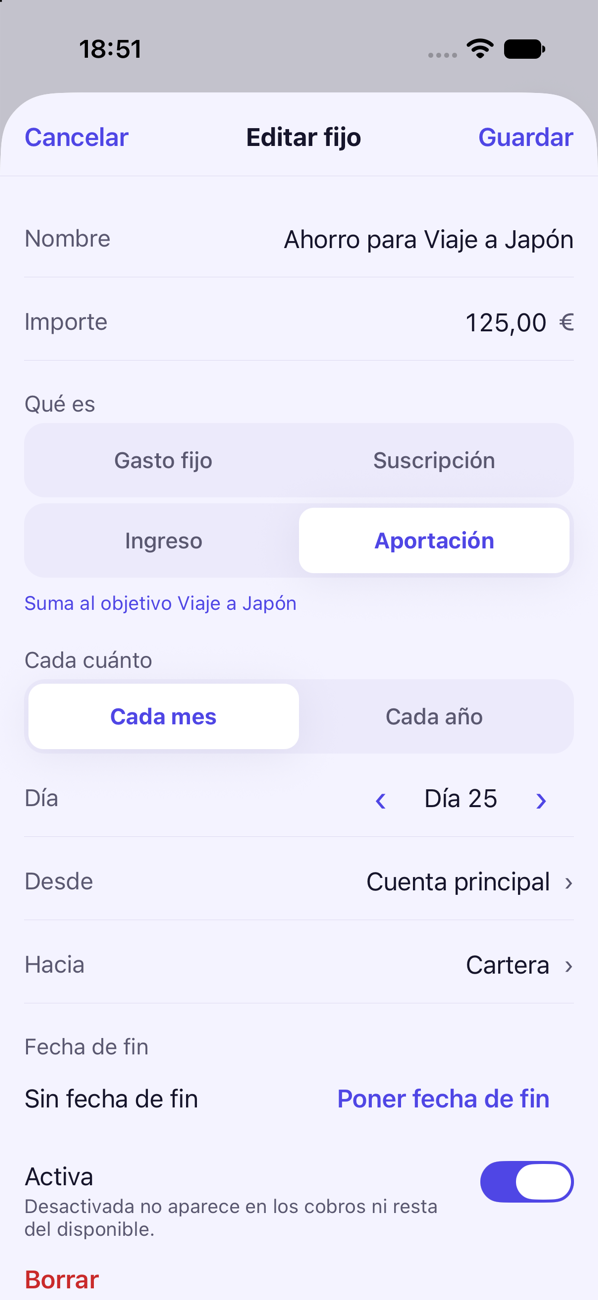 18:51
Cancelar Editar fijo Guardar
Nombre Ahorro para Viaje a Japón
Importe 125,00 €
Qué es
Gasto fijo Suscripción
Ingreso Aportación
Suma al objetivo Viaje a Japón
Cada cuánto
Cada mes Cada año
Día ‹ Día 25 ›
Desde Cuenta principal ›
Hacia Cartera ›
Fecha de fin
Sin fecha de fin Poner fecha de fin
Activa
Desactivada no aparece en los cobros ni resta
del disponible.
Borrar